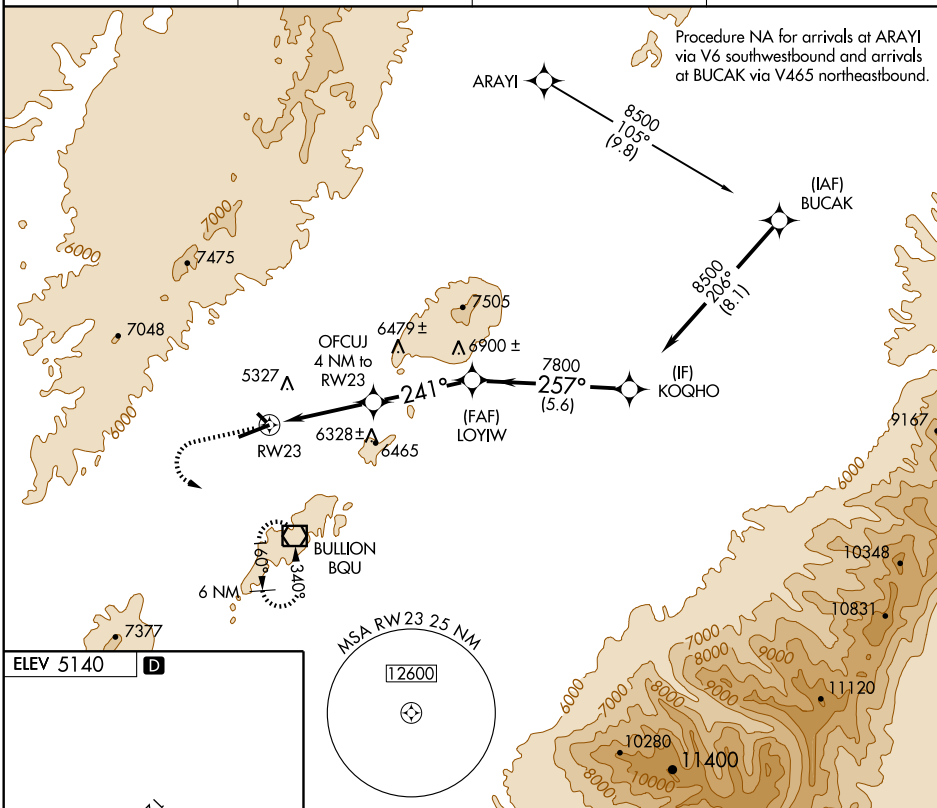 Procedure NA for arrivals at ARAYI
via V6 southwestbound and arrivals
at BUCAK via V465 northeastbound.
ARAYI
8500
105°
(9.8)
(IAF)
BUCAK
8500
206°
(8.1)
7000
6000
7475
7048
7505
6479 ±
6900 ±
OFCUJ
4 NM to
RW23
5327
241°
7800
257°
(5.6)
(IF)
KOQHO
(FAF)
LOYIW
6000
RW23
6328 ±
6465
9167
6000
BULLION
BQU
160°
340°
6 NM
10348
10831
7377
MSA RW23 25 NM
12600
7000
8000
9000
6000
7000
8000
9000
11120
10280
11400
10000
8000
ELEV 5140 D